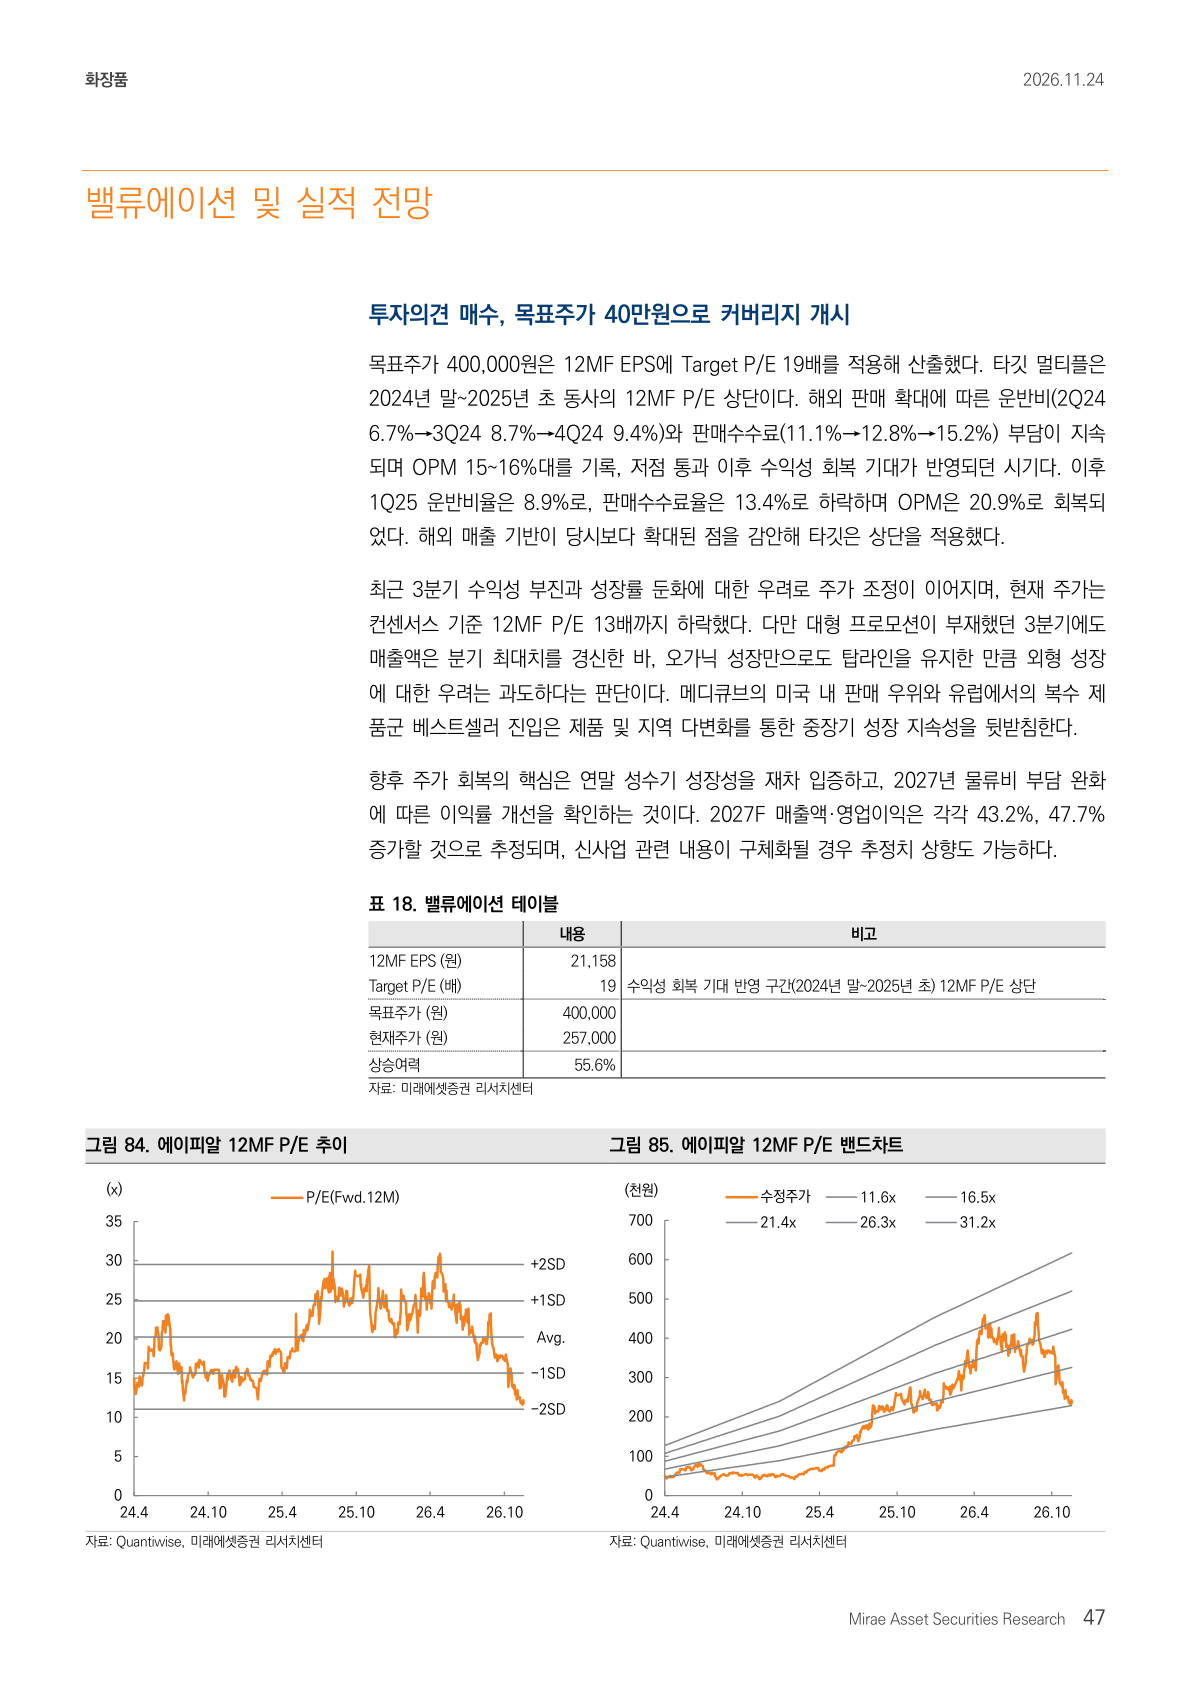 화장품
2026.11.24
밸류에이션 및 실적 전망
투자의견 매수, 목표주가 40만원으로 커버리지 개시
목표주가 400,000원은 12MF EPS에 Target P/E 19배를 적용해 산출했다. 타깃 멀티플은
2024년 말~2025년 초 동사의 12MF P/E 상단이다. 해외 판매 확대에 따른 운반비(2Q24
6.7%→3Q24 8.7%→4Q24 9.4%)와 판매수수료(11.1%→12.8%→15.2%) 부담이 지속
되며 OPM 15~16%대를 기록, 저점 통과 이후 수익성 회복 기대가 반영되던 시기다. 이후
1Q25 운반비율은 8.9%로, 판매수수료율은 13.4%로 하락하며 OPM은 20.9%로 회복되
었다. 해외 매출 기반이 당시보다 확대된 점을 감안해 타깃은 상단을 적용했다.
최근 3분기 수익성 부진과 성장률 둔화에 대한 우려로 주가 조정이 이어지며, 현재 주가는
컨센서스 기준 12MF P/E 13배까지 하락했다. 다만 대형 프로모션이 부재했던 3분기에도
매출액은 분기 최대치를 경신한 바, 오가닉 성장만으로도 탑라인을 유지한 만큼 외형 성장
에 대한 우려는 과도하다는 판단이다. 메디큐브의 미국 내 판매 우위와 유럽에서의 복수 제
품군 베스트셀러 진입은 제품 및 지역 다변화를 통한 중장기 성장 지속성을 뒷받침한다.
향후 주가 회복의 핵심은 연말 성수기 성장성을 재차 입증하고, 2027년 물류비 부담 완화
에 따른 이익률 개선을 확인하는 것이다. 2027F 매출액·영업이익은 각각 43.2%, 47.7%
증가할 것으로 추정되며, 신사업 관련 내용이 구체화될 경우 추정치 상향도 가능하다.
표 18. 밸류에이션 테이블
내용 비고
12MF EPS (원) 21,158
Target P/E (배) 19 수익성 회복 기대 반영 구간(2024년 말~2025년 초) 12MF P/E 상단
목표주가 (원) 400,000
현재주가 (원) 257,000
상승여력 55.6%
자료: 미래에셋증권 리서치센터
그림 84. 에이피알 12MF P/E 추이
(x)
P/E(Fwd.12M)
35
30
25
20
15
10
5
0
+2SD
+1SD
Avg.
-1SD
-2SD
24.4 24.10 25.4 25.10 26.4 26.10
자료: Quantiwise, 미래에셋증권 리서치센터
그림 85. 에이피알 12MF P/E 밴드차트
(천원)
수정주가 11.6x 16.5x
21.4x 26.3x 31.2x
700
600
500
400
300
200
100
0
24.4 24.10 25.4 25.10 26.4 26.10
자료: Quantiwise, 미래에셋증권 리서치센터
Mirae Asset Securities Research 47